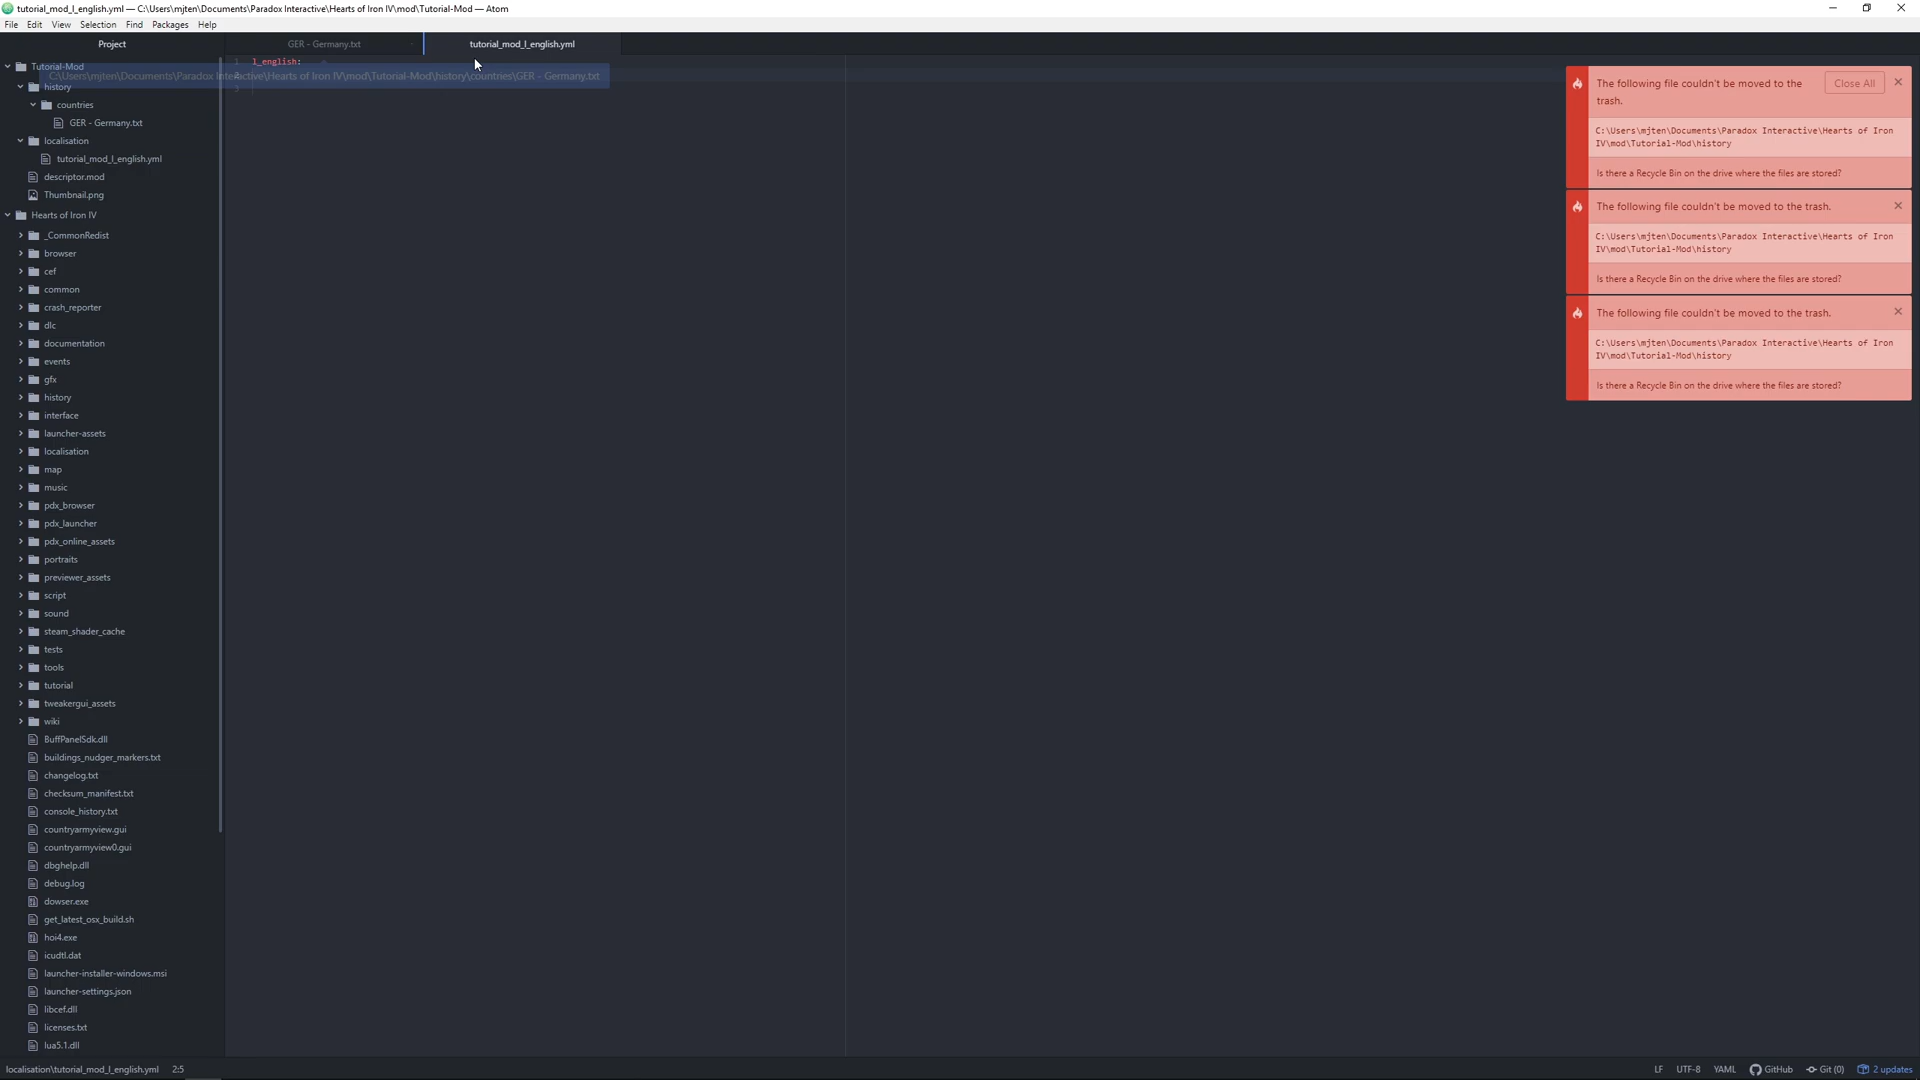 tutorial_mod_l_english.yml — C:\Users\mjten\Documents\Paradox Interactive\Hearts of Iron IV\mod\Tutorial-Mod — Atom
File Edit View Selection Find Packages Help
Project
GER - Germany.txt
tutorial_mod_l_english.yml
Tutorial-Mod
C:\Users\mjten\Documents\Paradox Interactive\Hearts of Iron IV\mod\Tutorial-Mod\history\countries\GER - Germany.txt
history
countries
GER - Germany.txt
localisation
tutorial_mod_l_english.yml
descriptor.mod
Thumbnail.png
Hearts of Iron IV
_CommonRedist
browser
cef
common
crash_reporter
dlc
documentation
events
gfx
history
interface
launcher-assets
localisation
map
music
pdx_browser
pdx_launcher
pdx_online_assets
portraits
previewer_assets
script
sound
steam_shader_cache
tests
tools
tutorial
tweakergui_assets
wiki
BuffPanelSdk.dll
buildings_nudger_markers.txt
changelog.txt
checksum_manifest.txt
console_history.txt
countryarmyview.gui
countryarmyview0.gui
dbghelp.dll
debug.log
dowser.exe
get_latest_osx_build.sh
hoi4.exe
icudtl.dat
launcher-installer-windows.msi
launcher-settings.json
libcef.dll
licenses.txt
lua5.1.dll
1 l_english:
2
3
The following file couldn't be moved to the
trash.
Close All
C:\Users\mjten\Documents\Paradox Interactive\Hearts of Iron
IV\mod\Tutorial-Mod\history
Is there a Recycle Bin on the drive where the files are stored?
The following file couldn't be moved to the trash.
C:\Users\mjten\Documents\Paradox Interactive\Hearts of Iron
IV\mod\Tutorial-Mod\history
Is there a Recycle Bin on the drive where the files are stored?
The following file couldn't be moved to the trash.
C:\Users\mjten\Documents\Paradox Interactive\Hearts of Iron
IV\mod\Tutorial-Mod\history
Is there a Recycle Bin on the drive where the files are stored?
localisation\tutorial_mod_l_english.yml 2:5
LF UTF-8 YAML GitHub Git (0) 2 updates